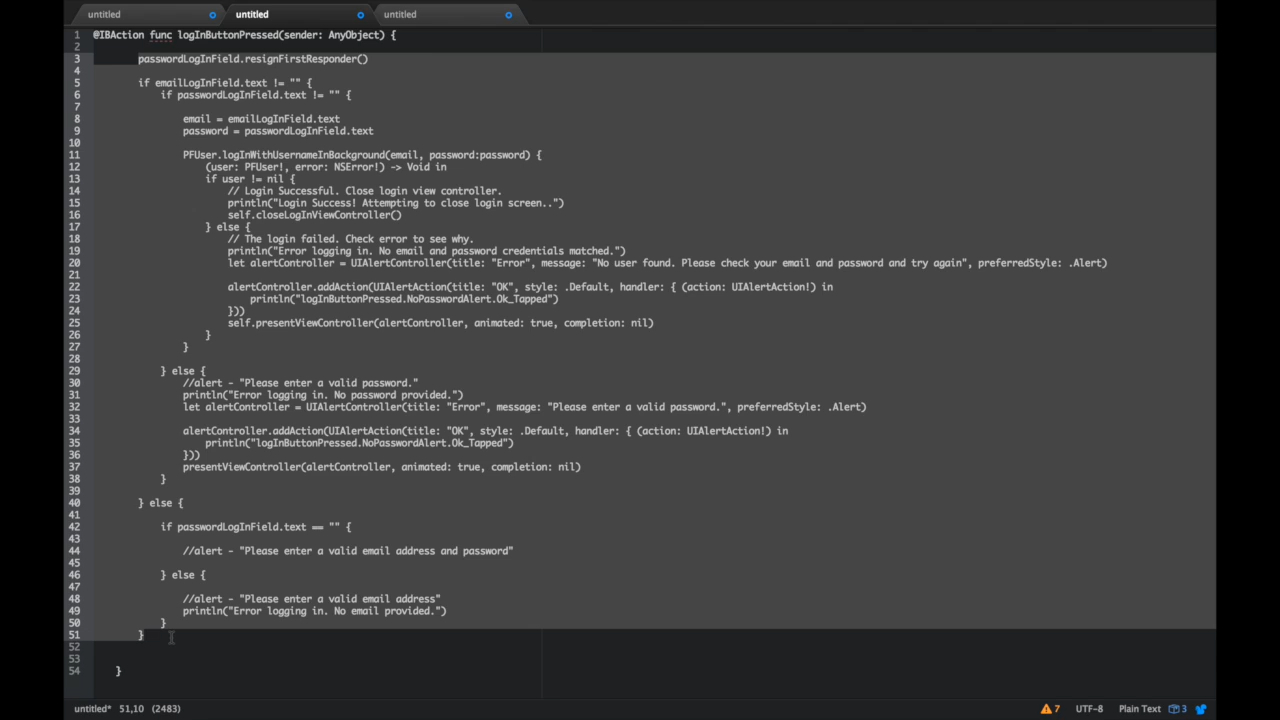 untitled untitled untitled
1 @IBAction func logInButtonPressed(sender: AnyObject) {
2
3 passwordLogInField.resignFirstResponder()
4
5 if emailLogInField.text != "" {
6 if passwordLogInField.text != "" {
7
8 email = emailLogInField.text
9 password = passwordLogInField.text
10
11 PFUser.logInWithUsernameInBackground(email, password:password) {
12 (user: PFUser!, error: NSError!) -> Void in
13 if user != nil {
14 // Login Successful. Close login view controller.
15 println("Login Success! Attempting to close login screen..")
16 self.closeLogInViewController()
17 } else {
18 // The login failed. Check error to see why.
19 println("Error logging in. No email and password credentials matched.")
20 let alertController = UIAlertController(title: "Error", message: "No user found. Please check your email and password and try again", preferredStyle: .Alert)
21
22 alertController.addAction(UIAlertAction(title: "OK", style: .Default, handler: { (action: UIAlertAction!) in
23 println("logInButtonPressed.NoPasswordAlert.Ok_Tapped")
24 }))
25 self.presentViewController(alertController, animated: true, completion: nil)
26 }
27 }
28
29 } else {
30 //alert - "Please enter a valid password."
31 println("Error logging in. No password provided.")
32 let alertController = UIAlertController(title: "Error", message: "Please enter a valid password.", preferredStyle: .Alert)
33
34 alertController.addAction(UIAlertAction(title: "OK", style: .Default, handler: { (action: UIAlertAction!) in
35 println("logInButtonPressed.NoPasswordAlert.Ok_Tapped")
36 }))
37 presentViewController(alertController, animated: true, completion: nil)
38 }
39
40 } else {
41
42 if passwordLogInField.text == "" {
43
44 //alert - "Please enter a valid email address and password"
45
46 } else {
47
48 //alert - "Please enter a valid email address"
49 println("Error logging in. No email provided.")
50 }
51 }
52
53
54 }
untitled* 51,10 (2483) 7 UTF-8 Plain Text 3